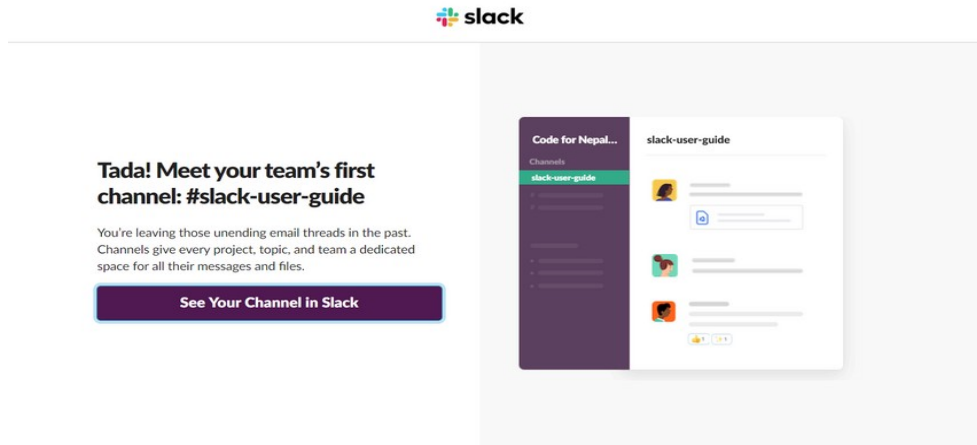 slack
Tada! Meet your team's first
channel: #slack-user-guide
You're leaving those unending email threads in the past.
Channels give every project, topic, and team a dedicated
space for all their messages and files.
See Your Channel in Slack
Code for Nepal...
Channels
slack-user-guide
slack-user-guide
👍 1
1